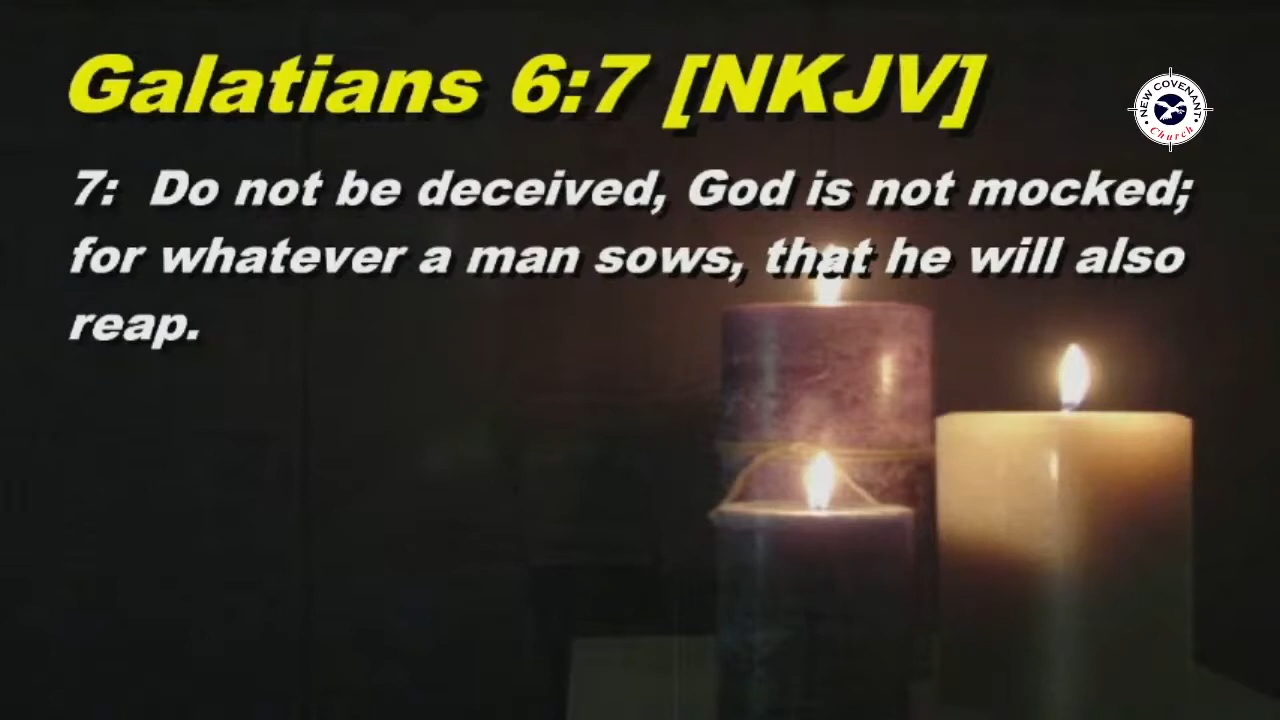 Galatians 6:7 [NKJV]
NEW COVENANT
Church
7: Do not be deceived, God is not mocked;
for whatever a man sows, that he will also
reap.